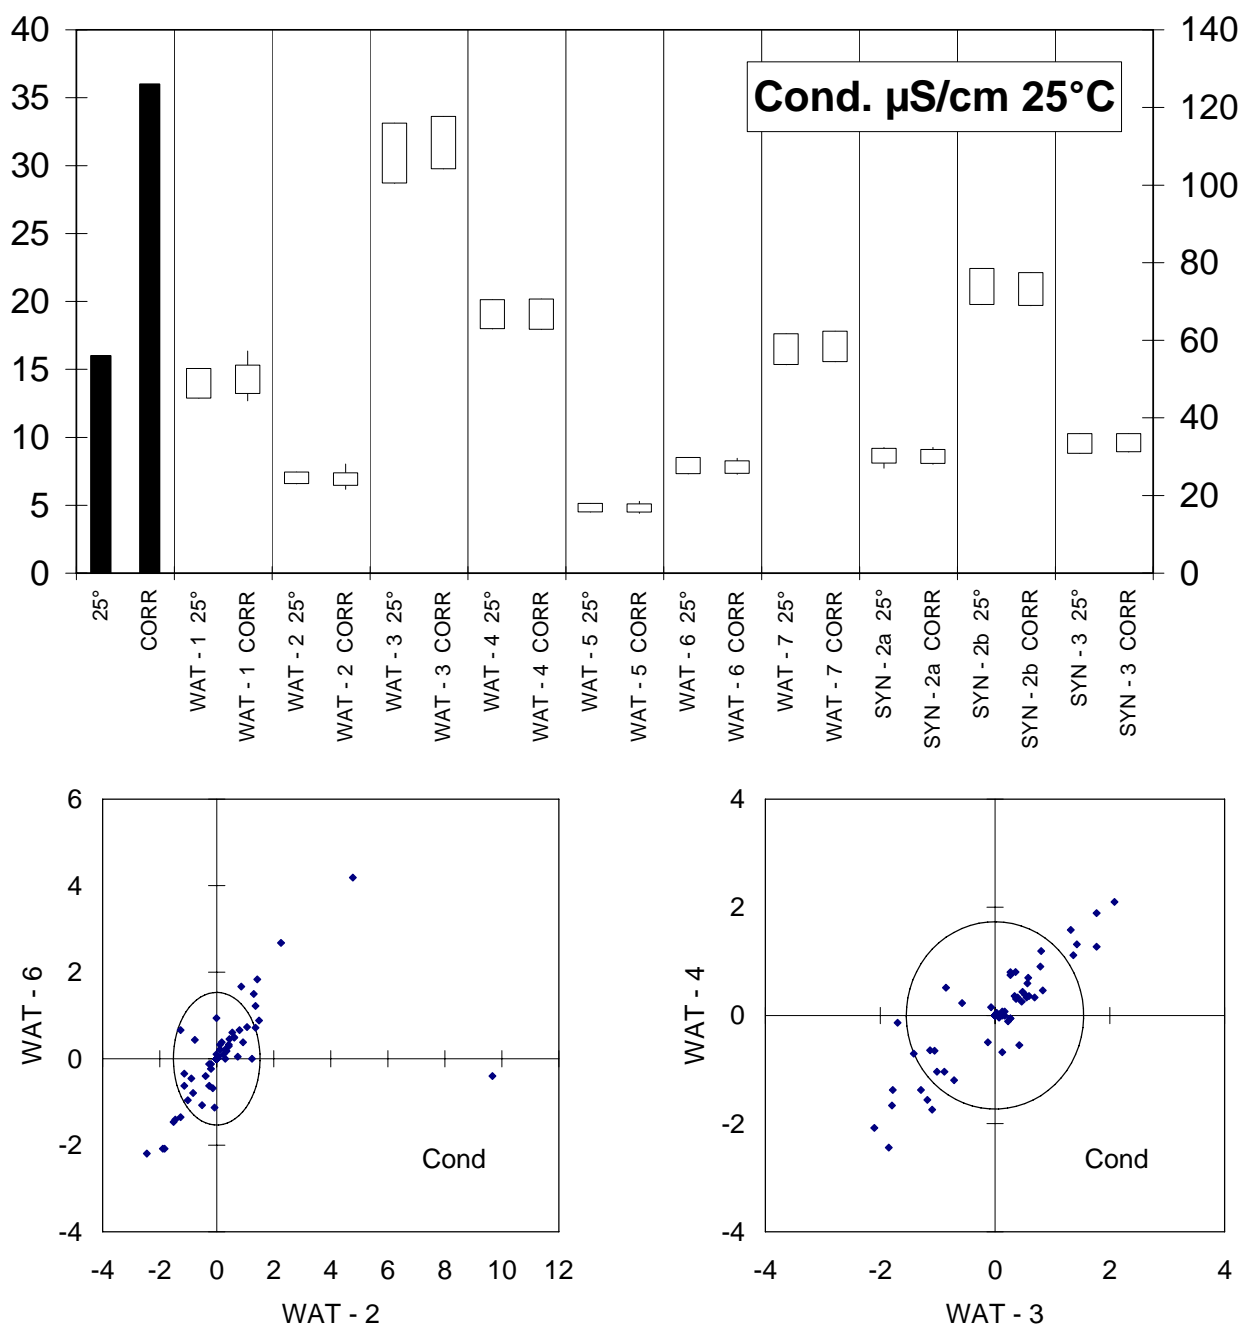 Cond. µS/cm 25°C
40
35
30
25
20
15
10
5
0
140
120
100
80
60
40
20
0
25°
CORR
WAT - 1 25°
WAT - 1 CORR
WAT - 2 25°
WAT - 2 CORR
WAT - 3 25°
WAT - 3 CORR
WAT - 4 25°
WAT - 4 CORR
WAT - 5 25°
WAT - 5 CORR
WAT - 6 25°
WAT - 6 CORR
WAT - 7 25°
WAT - 7 CORR
SYN - 2a 25°
SYN - 2a CORR
SYN - 2b 25°
SYN - 2b CORR
SYN - 3 25°
SYN - 3 CORR
6
4
2
0
-2
-4
WAT - 6
Cond
-4 -2 0 2 4 6 8 10 12
WAT - 2
4
2
0
-2
-4
WAT - 4
Cond
-4 -2 0 2 4
WAT - 3